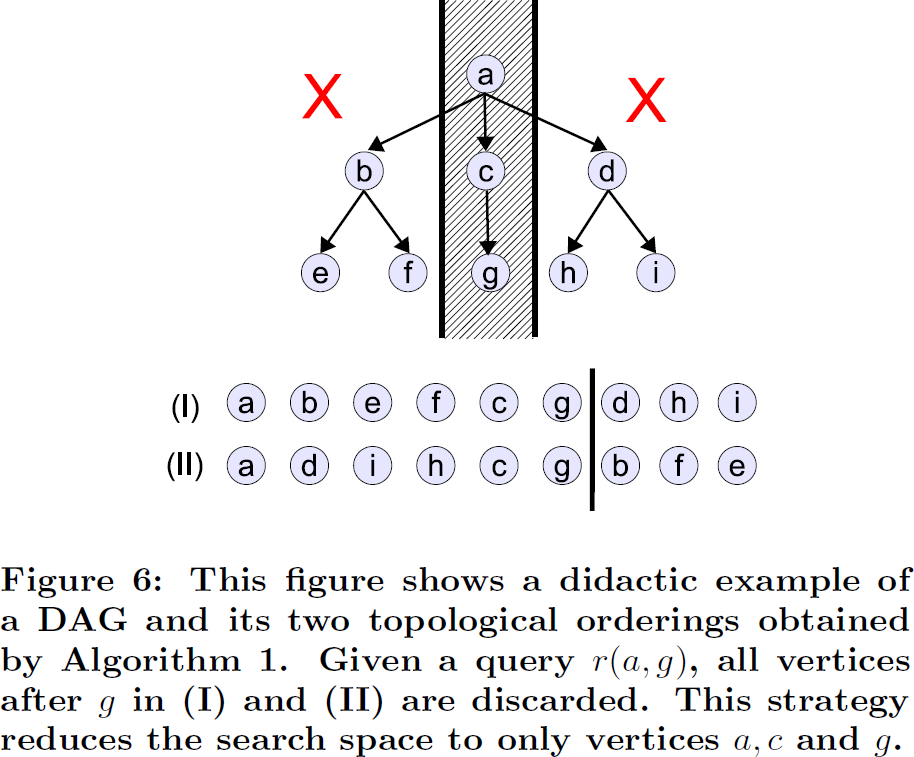 a
X X
b c d
e f g h i
(I) a b e f c g d h i
(II) a d i h c g b f e
Figure 6: This figure shows a didactic example of
a DAG and its two topological orderings obtained
by Algorithm 1. Given a query r(a, g), all vertices
after g in (I) and (II) are discarded. This strategy
reduces the search space to only vertices a, c and g.